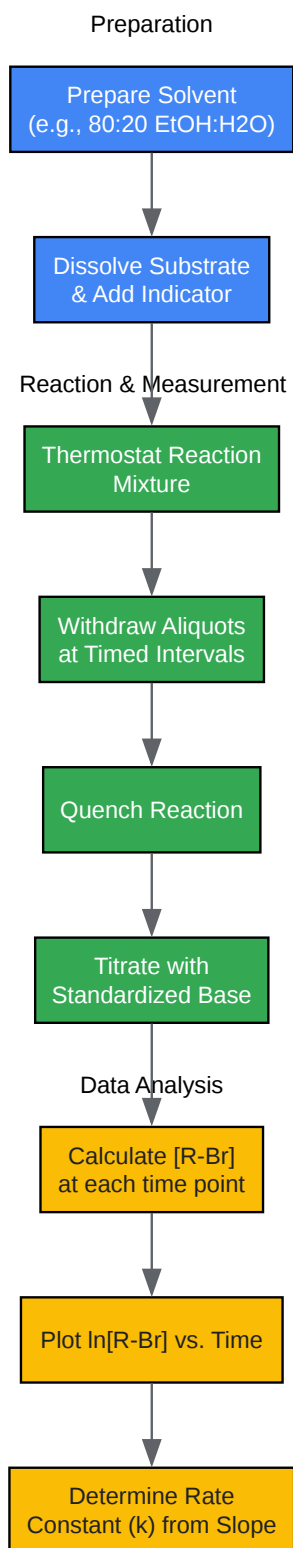 Preparation
Prepare Solvent
(e.g., 80:20 EtOH:H2O)
Dissolve Substrate
& Add Indicator
Reaction & Measurement
Thermostat Reaction
Mixture
Withdraw Aliquots
at Timed Intervals
Quench Reaction
Titrate with
Standardized Base
Data Analysis
Calculate [R-Br]
at each time point
Plot ln[R-Br] vs. Time
Determine Rate
Constant (k) from Slope